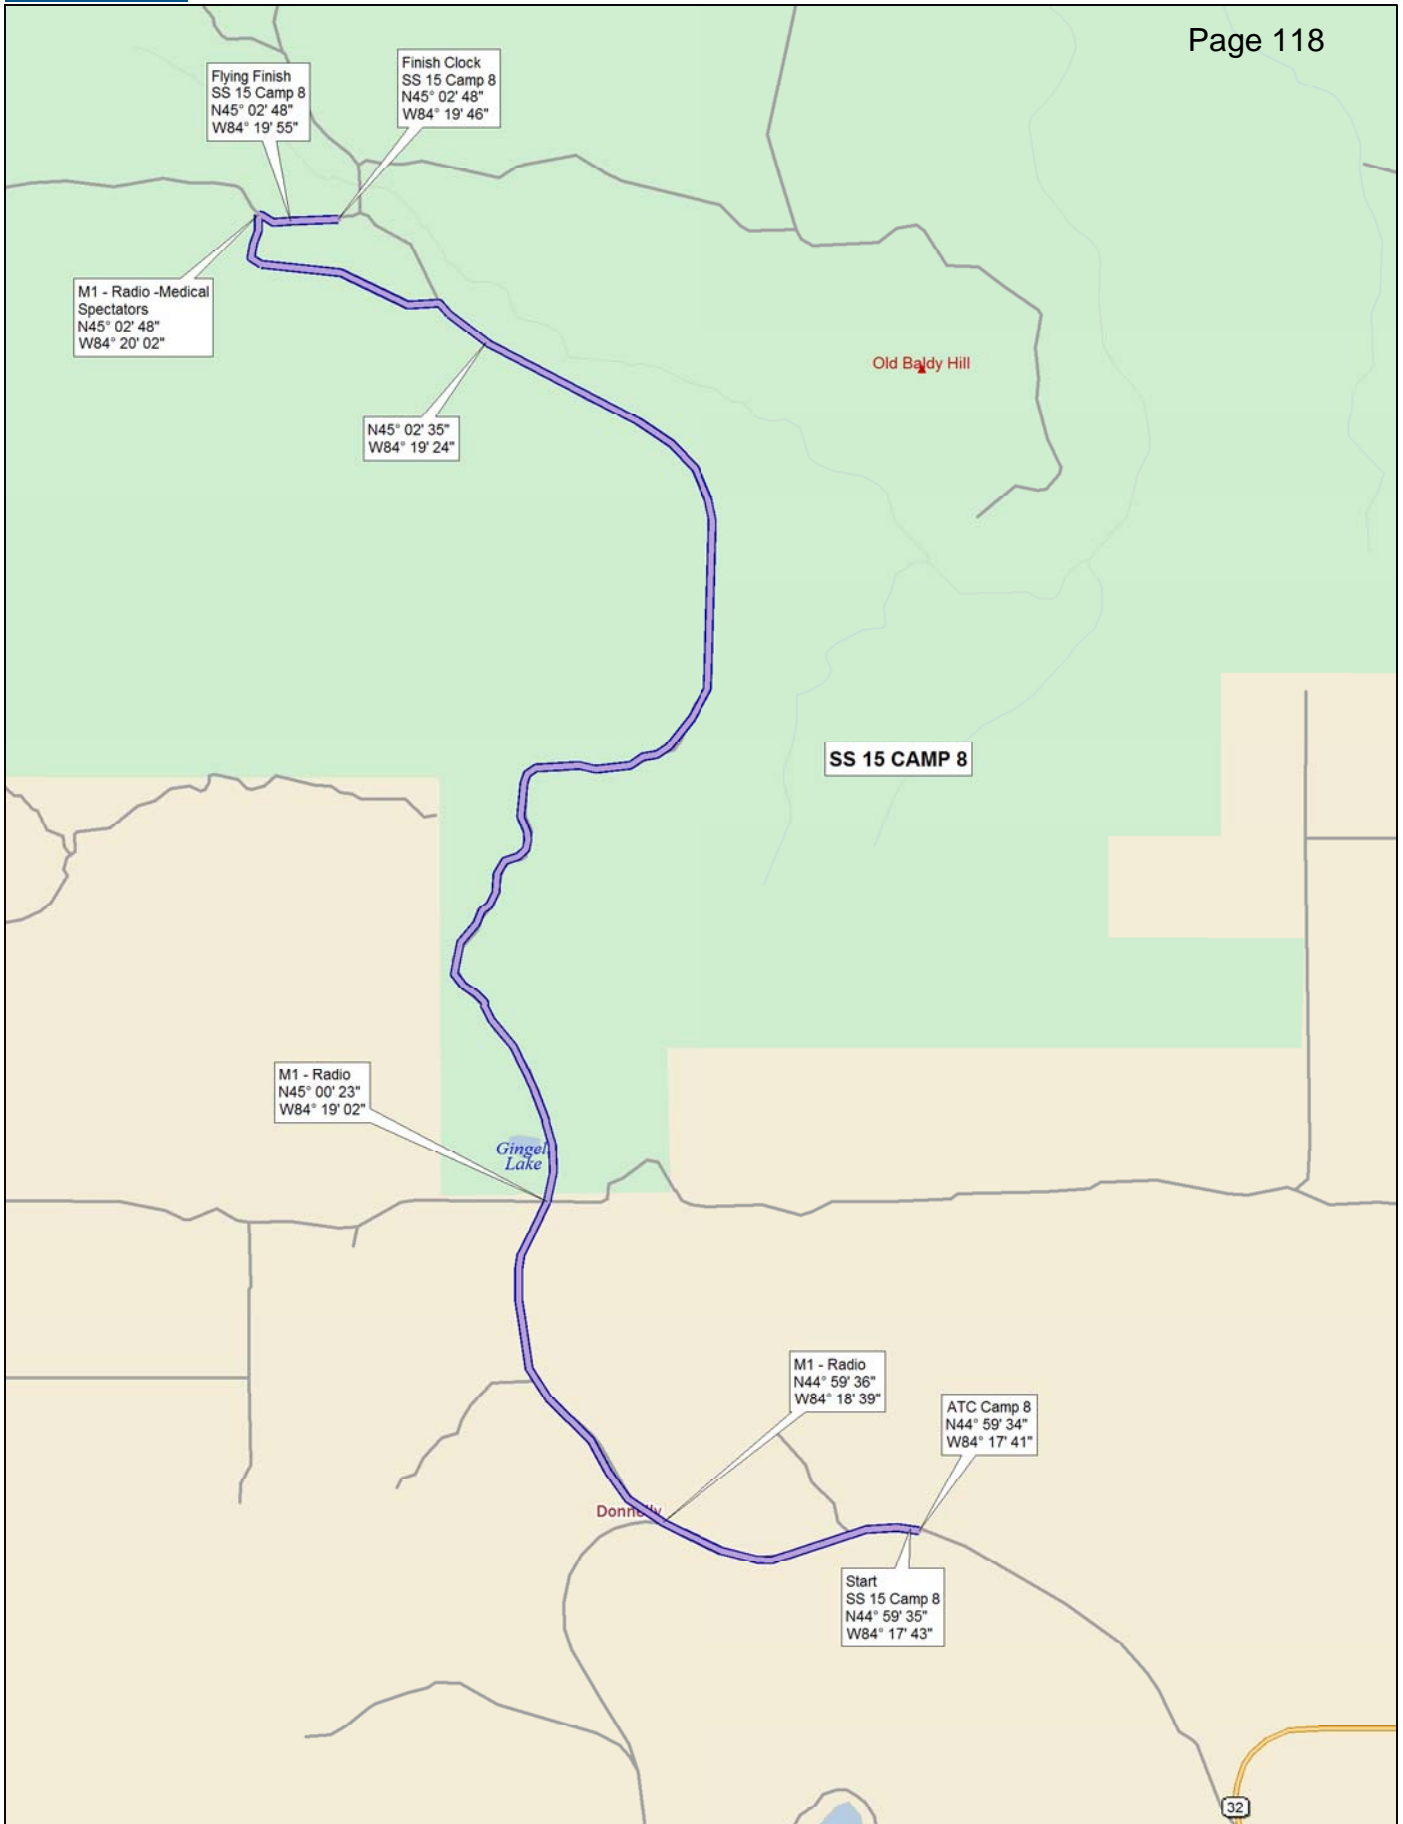 Page 118
Flying Finish
SS 15 Camp 8
N45° 02' 48"
W84° 19' 55"
Finish Clock
SS 15 Camp 8
N45° 02' 48"
W84° 19' 46"
M1 - Radio -Medical
Spectators
N45° 02' 48"
W84° 20' 02"
Old Baldy Hill
N45° 02' 35"
W84° 19' 24"
SS 15 CAMP 8
M1 - Radio
N45° 00' 23"
W84° 19' 02"
Gingell
Lake
M1 - Radio
N44° 59' 36"
W84° 18' 39"
ATC Camp 8
N44° 59' 34"
W84° 17' 41"
Donnelly
Start
SS 15 Camp 8
N44° 59' 35"
W84° 17' 43"
32